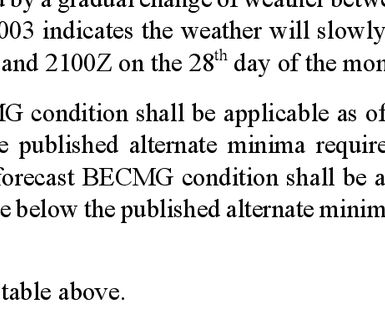 d by a gradual change of weather betwe
003 indicates the weather will slowly
and 2100Z on the 28th day of the mon
MG condition shall be applicable as of
e published alternate minima require
forecast BECMG condition shall be a
e below the published alternate minim
table above.